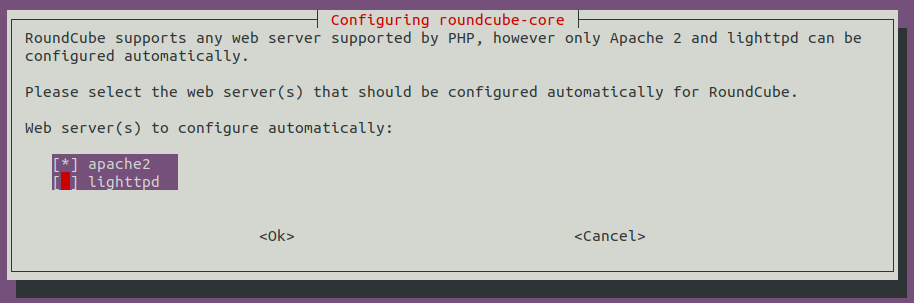 Configuring roundcube-core
RoundCube supports any web server supported by PHP, however only Apache 2 and lighttpd can be
configured automatically.
Please select the web server(s) that should be configured automatically for RoundCube.
Web server(s) to configure automatically:
[*] apache2
[ ] lighttpd
<Ok> <Cancel>